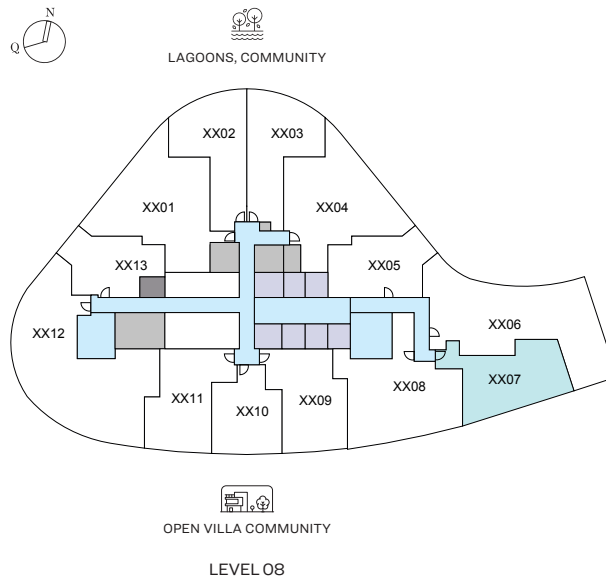 N
Q
LAGOONS, COMMUNITY
XX02
XX03
XX01
XX04
XX13
XX05
XX12
XX06
XX07
XX08
XX11
XX10
XX09
OPEN VILLA COMMUNITY
LEVEL 08